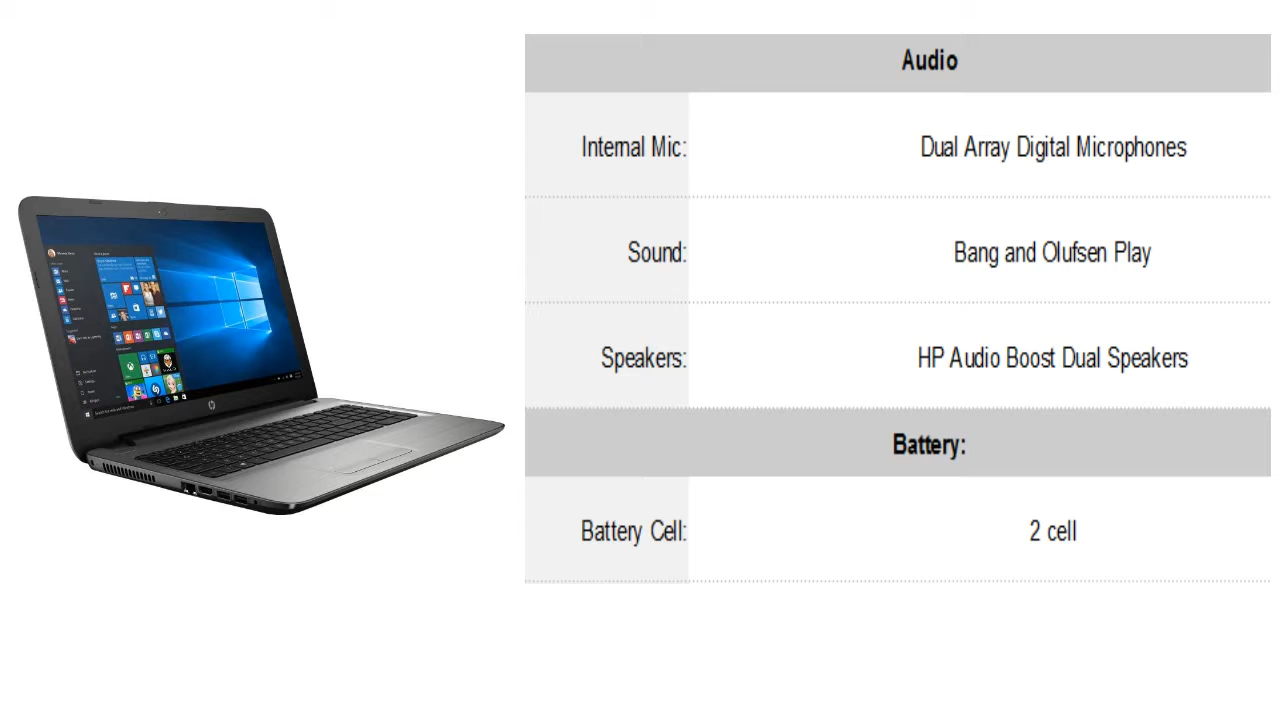 Audio
Internal Mic: Dual Array Digital Microphones
Sound: Bang and Olufsen Play
Speakers: HP Audio Boost Dual Speakers
Battery:
Battery Cell: 2 cell
hp